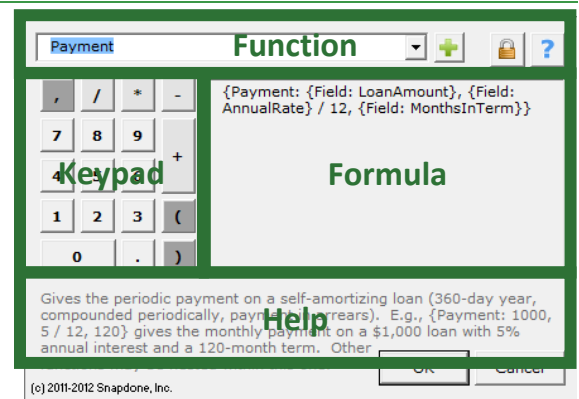 Payment Function ?
, / * -
7 8 9 +
4 5 6
Keypad
1 2 3 (
0 . )
{Payment: {Field: LoanAmount}, {Field:
AnnualRate} / 12, {Field: MonthsInTerm}}
Formula
Gives the periodic payment on a self-amortizing loan (360-day year,
compounded periodically, payment in arrears). E.g., {Payment: 1000,
5 / 12, 120} gives the monthly payment on a $1,000 loan with 5%
annual interest and a 120-month term. Other
Help
OK Cancel
(c) 2011-2012 Snapdone, Inc.